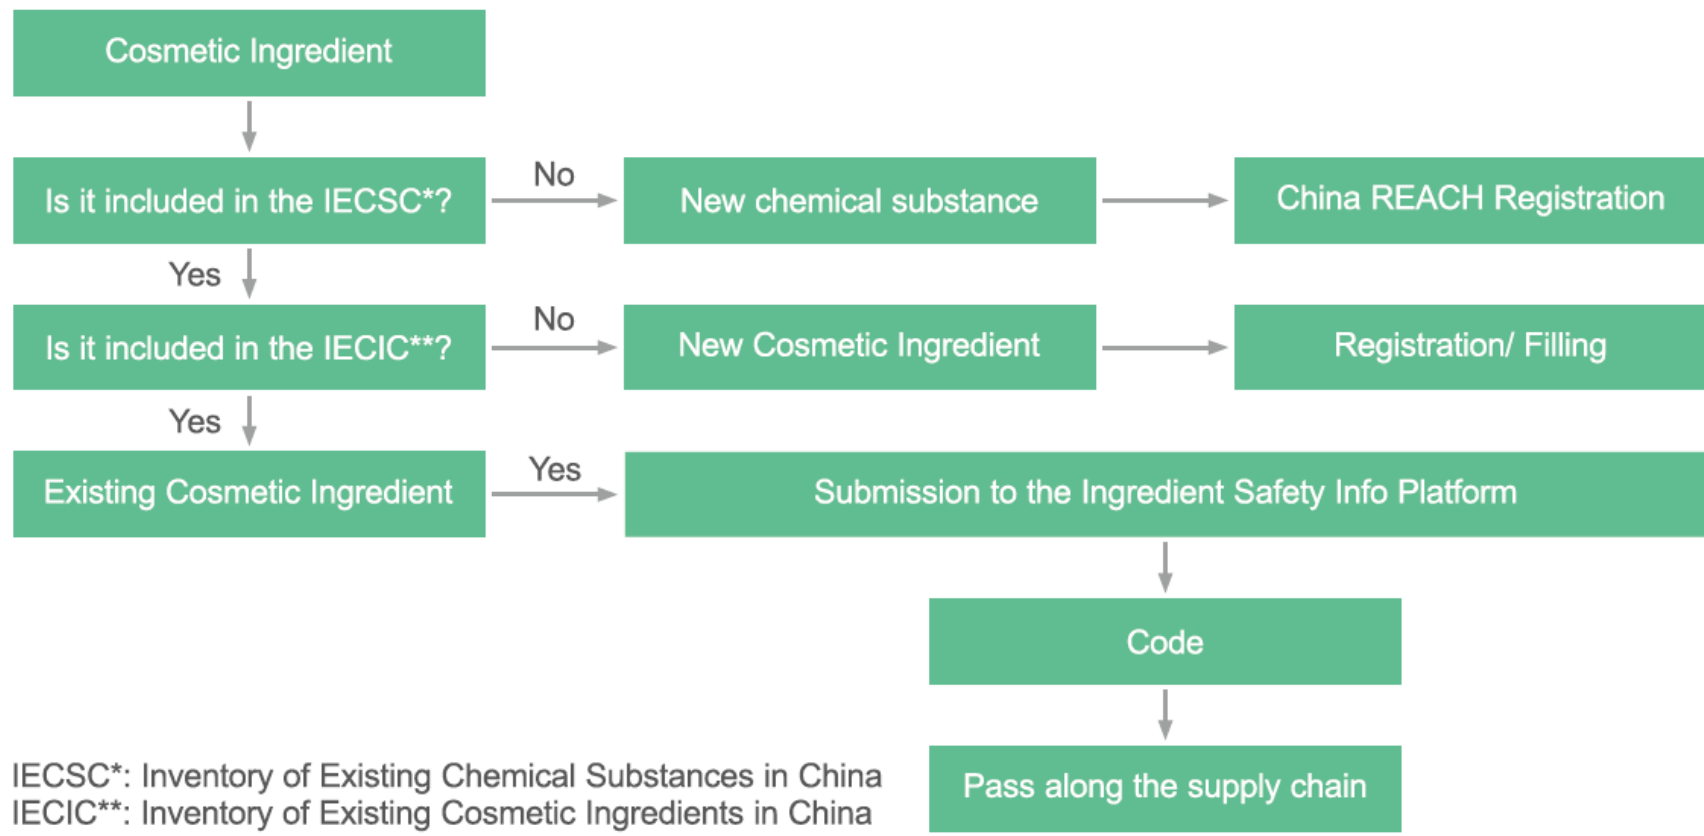 Cosmetic Ingredient
Is it included in the IECSC*?
No
New chemical substance
China REACH Registration
Yes
Is it included in the IECIC**?
No
New Cosmetic Ingredient
Registration/ Filling
Yes
Existing Cosmetic Ingredient
Yes
Submission to the Ingredient Safety Info Platform
Code
Pass along the supply chain
IECSC*: Inventory of Existing Chemical Substances in China
IECIC**: Inventory of Existing Cosmetic Ingredients in China